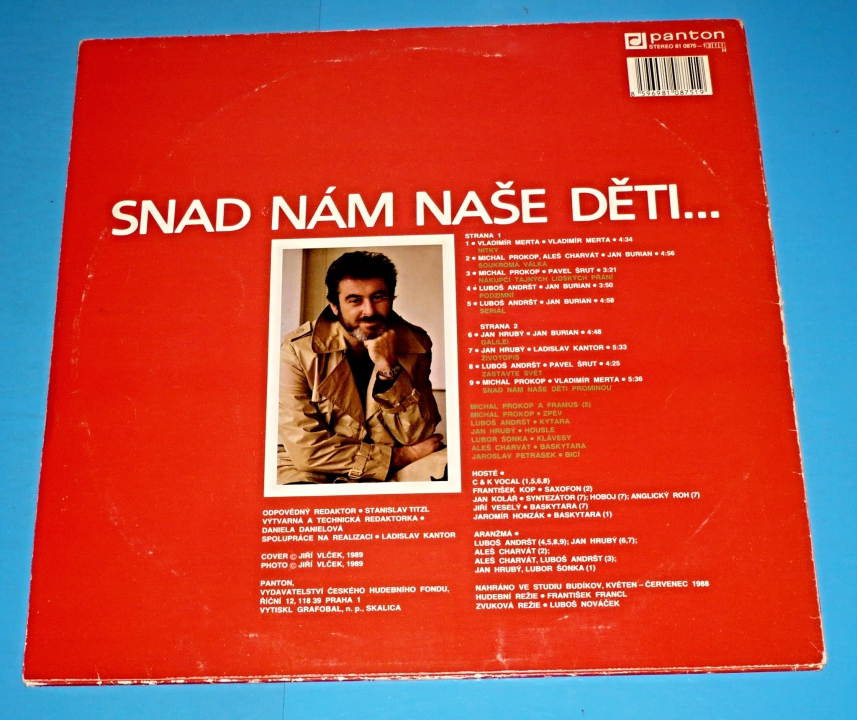 panton
STEREO 81 0875–1311
H
8 596981 087519
SNAD NÁM NAŠE DĚTI...
STRANA 1
1 ● VLADIMÍR MERTA ● VLADIMÍR MERTA ● 4:34
NITKY
2 ● MICHAL PROKOP, ALEŠ CHARVÁT ● JAN BURIAN ● 4:56
SOUKROMÁ VÁLKA
3 ● MICHAL PROKOP ● PAVEL ŠRUT ● 3:21
NÁKUPČÍ TAJNÝCH LIDSKÝCH PŘÁNÍ
4 ● LUBOŠ ANDRŠT ● JAN BURIAN ● 3:50
PODZIMNÍ
5 ● LUBOŠ ANDRŠT ● JAN BURIAN ● 4:58
SERIÁL
STRANA 2
6 ● JAN HRUBÝ ● JAN BURIAN ● 4:48
GALILEI
7 ● JAN HRUBÝ ● LADISLAV KANTOR ● 5:33
ŽIVOTOPIS
8 ● LUBOŠ ANDRŠT ● PAVEL ŠRUT ● 4:25
ZASTAVTE SVĚT
9 ● MICHAL PROKOP ● VLADIMÍR MERTA ● 5:36
SNAD NÁM NAŠE DĚTI PROMINOU
MICHAL PROKOP A FRAMUS (5)
MICHAL PROKOP ● ZPĚV
LUBOŠ ANDRŠT ● KYTARA
JAN HRUBÝ ● HOUSLE
LUBOR ŠONKA ● KLÁVESY
ALEŠ CHARVÁT ● BASKYTARA
JAROSLAV PETRÁSEK ● BICÍ
HOSTÉ ●
C & K VOCAL (1,5,6,8)
FRANTIŠEK KOP ● SAXOFON (2)
JAN KOLÁŘ ● SYNTEZÁTOR (7); HOBOJ (7); ANGLICKÝ ROH (7)
JIŘÍ VESELÝ ● BASKYTARA (7)
JAROMÍR HONZÁK ● BASKYTARA (1)
ARANŽMÁ ●
LUBOŠ ANDRŠT (4,5,8,9); JAN HRUBÝ (6,7);
ALEŠ CHARVÁT (2);
ALEŠ CHARVÁT, LUBOŠ ANDRŠT (3);
JAN HRUBÝ, LUBOR ŠONKA (1)
NAHRÁNO VE STUDIU BUDÍKOV, KVĚTEN – ČERVENEC 1988
HUDEBNÍ REŽIE ● FRANTIŠEK FRANCL
ZVUKOVÁ REŽIE ● LUBOŠ NOVÁČEK
ODPOVĚDNÝ REDAKTOR ● STANISLAV TITZL
VÝTVARNÁ A TECHNICKÁ REDAKTORKA ●
DANIELA DANIELOVÁ
SPOLUPRÁCE NA REALIZACI ● LADISLAV KANTOR
COVER © JIŘÍ VLČEK, 1989
PHOTO © JIŘÍ VLČEK, 1989
PANTON,
VYDAVATELSTVÍ ČESKÉHO HUDEBNÍHO FONDU,
ŘÍČNÍ 12, 118 39 PRAHA 1
VYTISKL GRAFOBAL, n. p., SKALICA